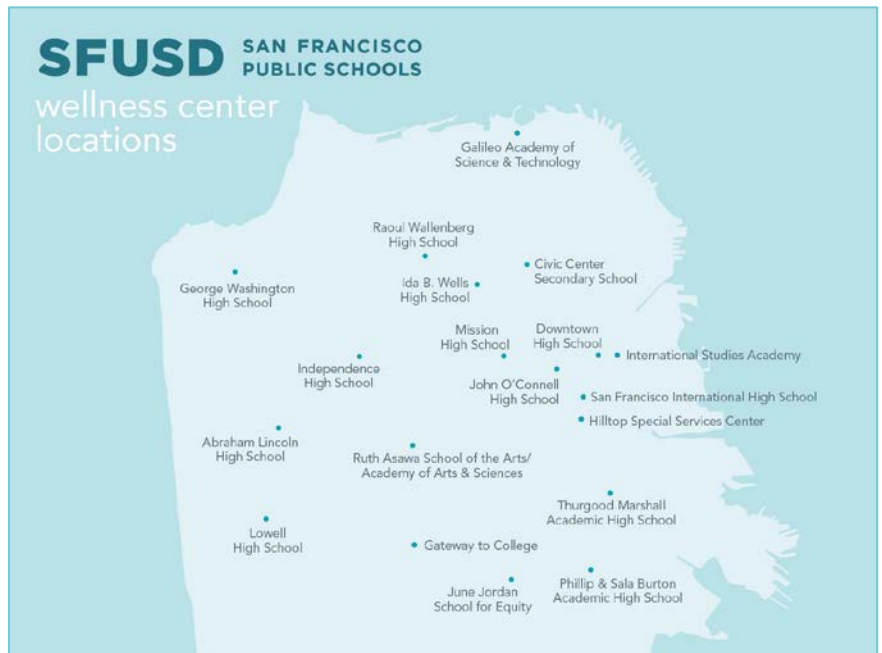 SFUSD SAN FRANCISCO
PUBLIC SCHOOLS
wellness center
locations
Galileo Academy of
Science & Technology
Raoul Wallenberg
High School
Civic Center
Secondary School
George Washington
High School
Ida B. Wells
High School
Mission
High School
Downtown
High School
International Studies Academy
Independence
High School
John O'Connell
High School
San Francisco International High School
Hilltop Special Services Center
Abraham Lincoln
High School
Ruth Asawa School of the Arts/
Academy of Arts & Sciences
Thurgood Marshall
Academic High School
Lowell
High School
Gateway to College
June Jordan
School for Equity
Phillip & Sala Burton
Academic High School